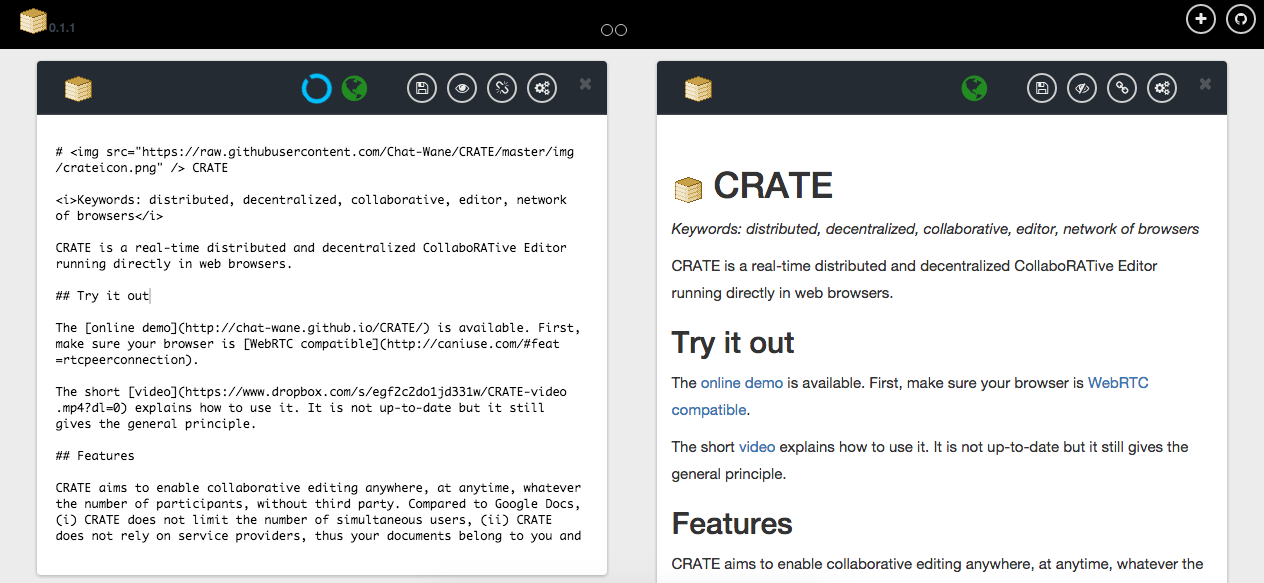 0.1.1
# <img src="https://raw.githubusercontent.com/Chat-Wane/CRATE/master/img
/crateicon.png" /> CRATE
<i>Keywords: distributed, decentralized, collaborative, editor, network
of browsers</i>
CRATE is a real-time distributed and decentralized CollaboRATive Editor
running directly in web browsers.
## Try it out
The [online demo](http://chat-wane.github.io/CRATE/) is available. First,
make sure your browser is [WebRTC compatible](http://caniuse.com/#feat
=rtcpeerconnection).
The short [video](https://www.dropbox.com/s/egf2c2do1jd331w/CRATE-video
.mp4?dl=0) explains how to use it. It is not up-to-date but it still
gives the general principle.
## Features
CRATE aims to enable collaborative editing anywhere, at anytime, whatever
the number of participants, without third party. Compared to Google Docs,
(i) CRATE does not limit the number of simultaneous users, (ii) CRATE
does not rely on service providers, thus your documents belong to you and
CRATE
Keywords: distributed, decentralized, collaborative, editor, network of browsers
CRATE is a real-time distributed and decentralized CollaboRATive Editor
running directly in web browsers.
Try it out
The online demo is available. First, make sure your browser is WebRTC
compatible.
The short video explains how to use it. It is not up-to-date but it still gives the
general principle.
Features
CRATE aims to enable collaborative editing anywhere, at anytime, whatever the